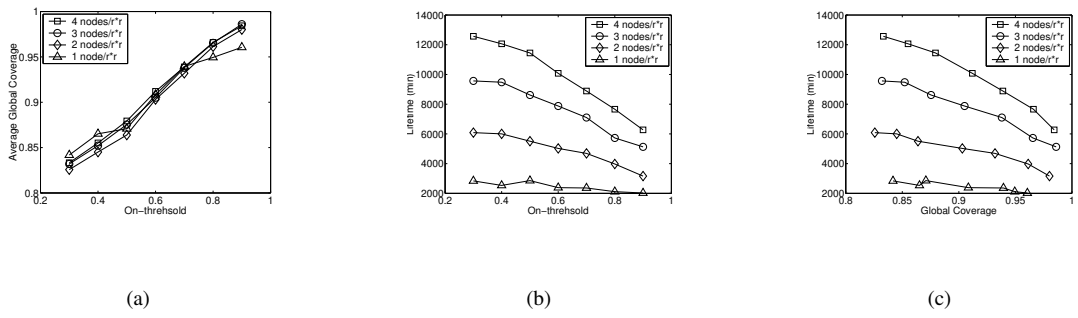 1
0.95
0.9
0.85
0.8
0.2
0.4
0.6
0.8
1
Average Global Coverage
On-threhsold
4 nodes/r*r
3 nodes/r*r
2 nodes/r*r
1 node/r*r
(a)
14000
12000
10000
8000
6000
4000
2000
0.2
0.4
0.6
0.8
1
Lifetime (min)
On-threhsold
4 nodes/r*r
3 nodes/r*r
2 nodes/r*r
1 node/r*r
(b)
14000
12000
10000
8000
6000
4000
2000
0.8
0.85
0.9
0.95
1
Lifetime (min)
Global Coverage
4 nodes/r*r
3 nodes/r*r
2 nodes/r*r
1 node/r*r
(c)